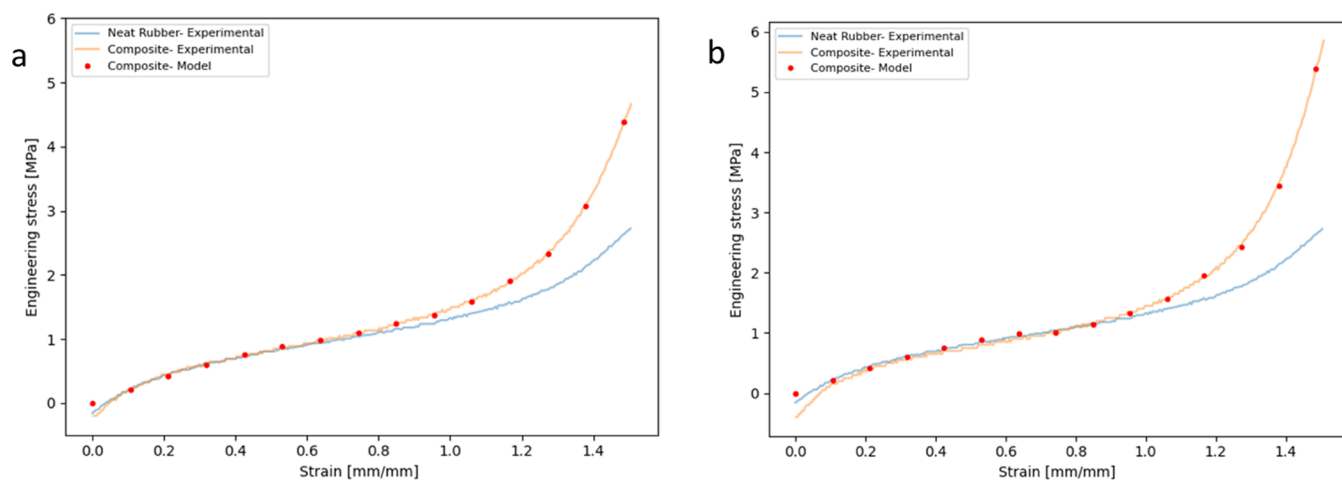 a
6
5
4
3
2
1
0
Engineering stress [MPa]
Neat Rubber- Experimental
Composite- Experimental
Composite- Model
0.0 0.2 0.4 0.6 0.8 1.0 1.2 1.4
Strain [mm/mm]
b
6
5
4
3
2
1
0
Engineering stress [MPa]
Neat Rubber- Experimental
Composite- Experimental
Composite- Model
0.0 0.2 0.4 0.6 0.8 1.0 1.2 1.4
Strain [mm/mm]